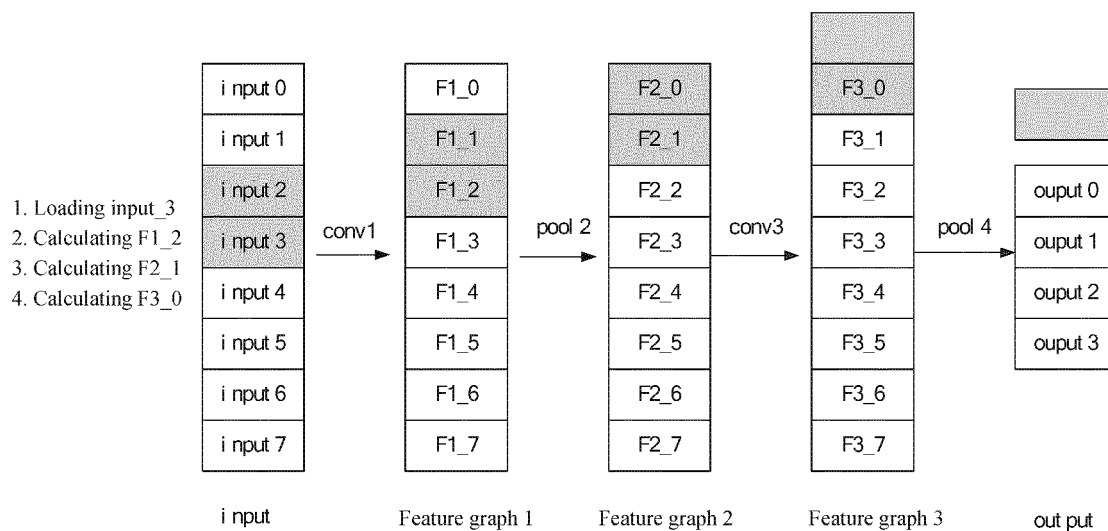 1. Loading input_3
2. Calculating F1_2
3. Calculating F2_1
4. Calculating F3_0
i nput 0
i nput 1
i nput 2
i nput 3
i nput 4
i nput 5
i nput 6
i nput 7
i nput
conv1
F1_0
F1_1
F1_2
F1_3
F1_4
F1_5
F1_6
F1_7
Feature graph 1
pool 2
F2_0
F2_1
F2_2
F2_3
F2_4
F2_5
F2_6
F2_7
Feature graph 2
conv3
F3_0
F3_1
F3_2
F3_3
F3_4
F3_5
F3_6
F3_7
Feature graph 3
pool 4
ouput 0
ouput 1
ouput 2
ouput 3
out put